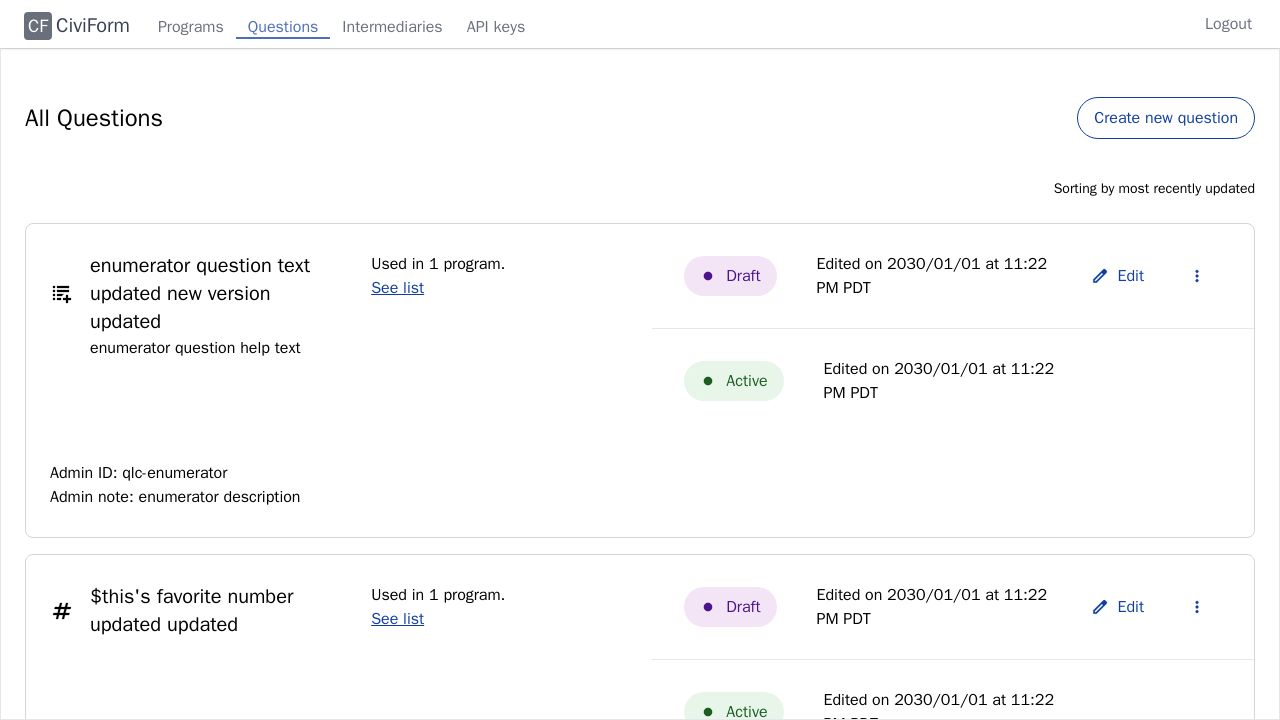 CF CiviForm Programs Questions Intermediaries API keys Logout
All Questions
Create new question
Sorting by most recently updated
enumerator question text
updated new version
updated
enumerator question help text
Used in 1 program.
See list
Draft
Edited on 2030/01/01 at 11:22
PM PDT
Edit
Active
Edited on 2030/01/01 at 11:22
PM PDT
Admin ID: qlc-enumerator
Admin note: enumerator description
$this's favorite number
updated updated
Used in 1 program.
See list
Draft
Edited on 2030/01/01 at 11:22
PM PDT
Edit
Active
Edited on 2030/01/01 at 11:22